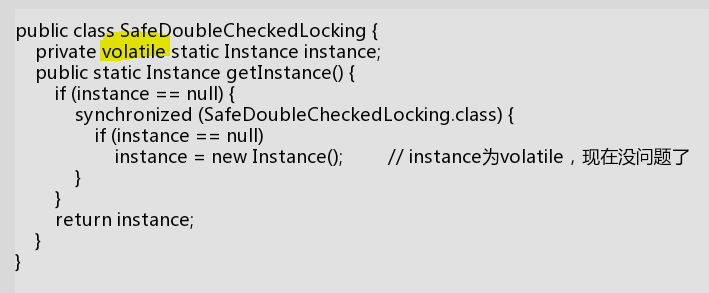 public class SafeDoubleCheckedLocking {
    private volatile static Instance instance;
    public static Instance getInstance() {
        if (instance == null) {
            synchronized (SafeDoubleCheckedLocking.class) {
                if (instance == null)
                    instance = new Instance();        // instance为volatile，现在没问题了
            }
        }
        return instance;
    }
}